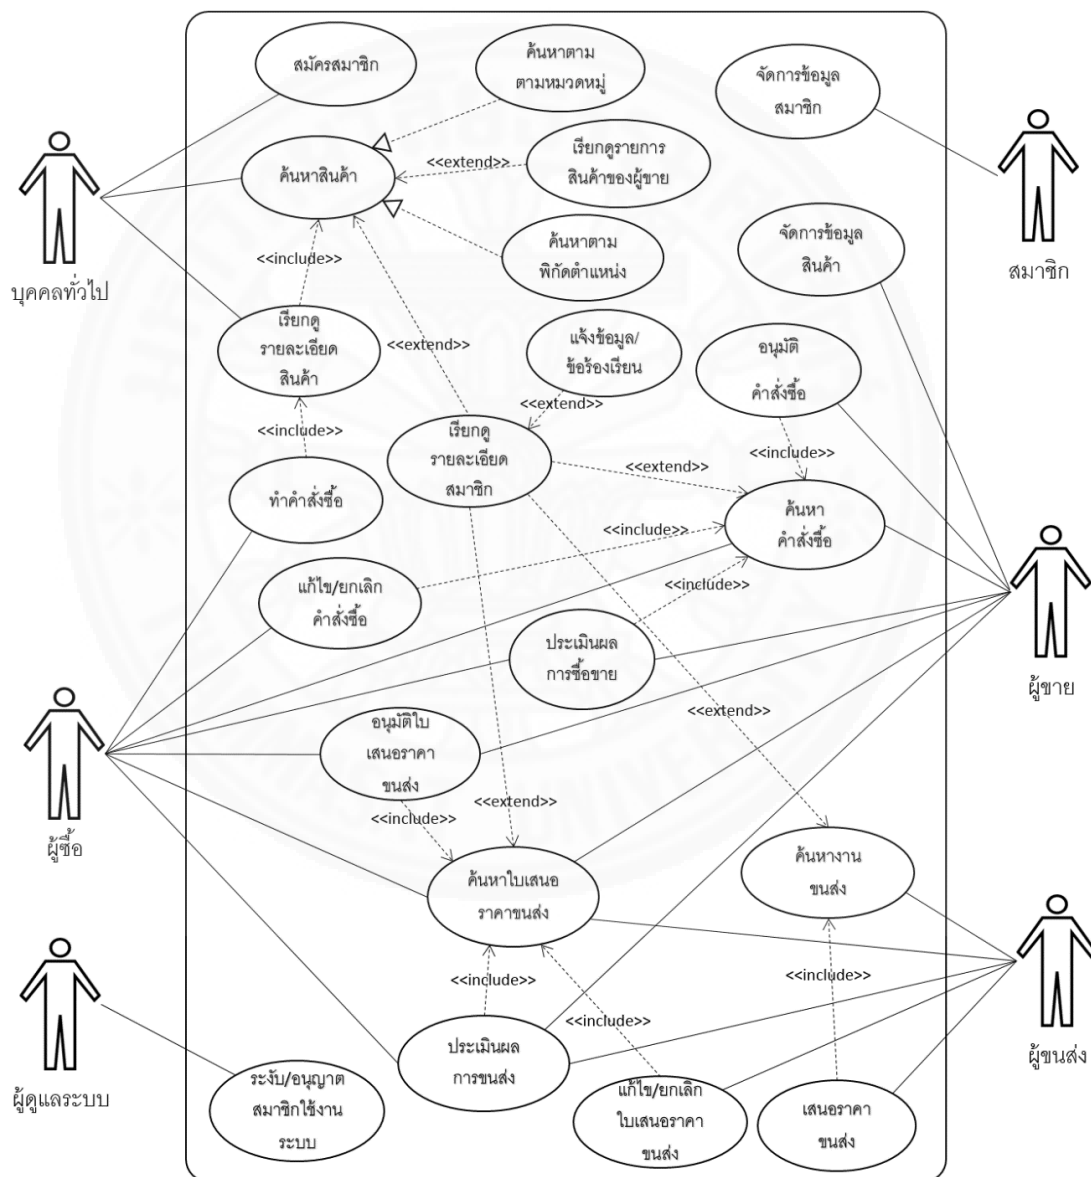 สมัครสมาชิก
ค้นหาตาม
ตามหมวดหมู่
จัดการข้อมูล
สมาชิก
ค้นหาสินค้า
<<extend>>
เรียกดูรายการ
สินค้าของผู้ขาย
บุคคลทั่วไป
สมาชิก
<<include>>
ค้นหาตาม
พิกัดตำแหน่ง
จัดการข้อมูล
สินค้า
เรียกดู
รายละเอียด
สินค้า
<<extend>>
แจ้งข้อมูล/
ข้อร้องเรียน
อนุมัติ
คำสั่งซื้อ
<<extend>>
<<include>>
เรียกดู
รายละเอียด
สมาชิก
<<extend>>
<<include>>
ทำคำสั่งซื้อ
<<include>>
ค้นหา
คำสั่งซื้อ
แก้ไข/ยกเลิก
คำสั่งซื้อ
<<include>>
ประเมินผล
การซื้อขาย
ผู้ขาย
อนุมัติใบ
เสนอราคา
ขนส่ง
<<extend>>
<<extend>>
<<include>>
ผู้ซื้อ
ค้นหาใบเสนอ
ราคาขนส่ง
ค้นหางาน
ขนส่ง
<<include>>
<<include>>
<<include>>
ประเมินผล
การขนส่ง
ผู้ขนส่ง
ผู้ดูแลระบบ
ระงับ/อนุญาต
สมาชิกใช้งาน
ระบบ
แก้ไข/ยกเลิก
ใบเสนอราคา
ขนส่ง
เสนอราคา
ขนส่ง